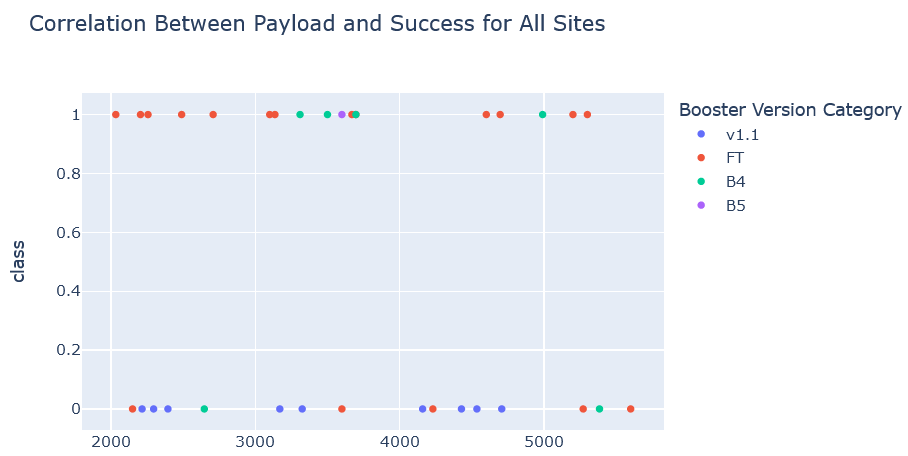 Correlation Between Payload and Success for All Sites
Booster Version Category
v1.1
FT
B4
B5
class
1
0.8
0.6
0.4
0.2
0
2000 3000 4000 5000